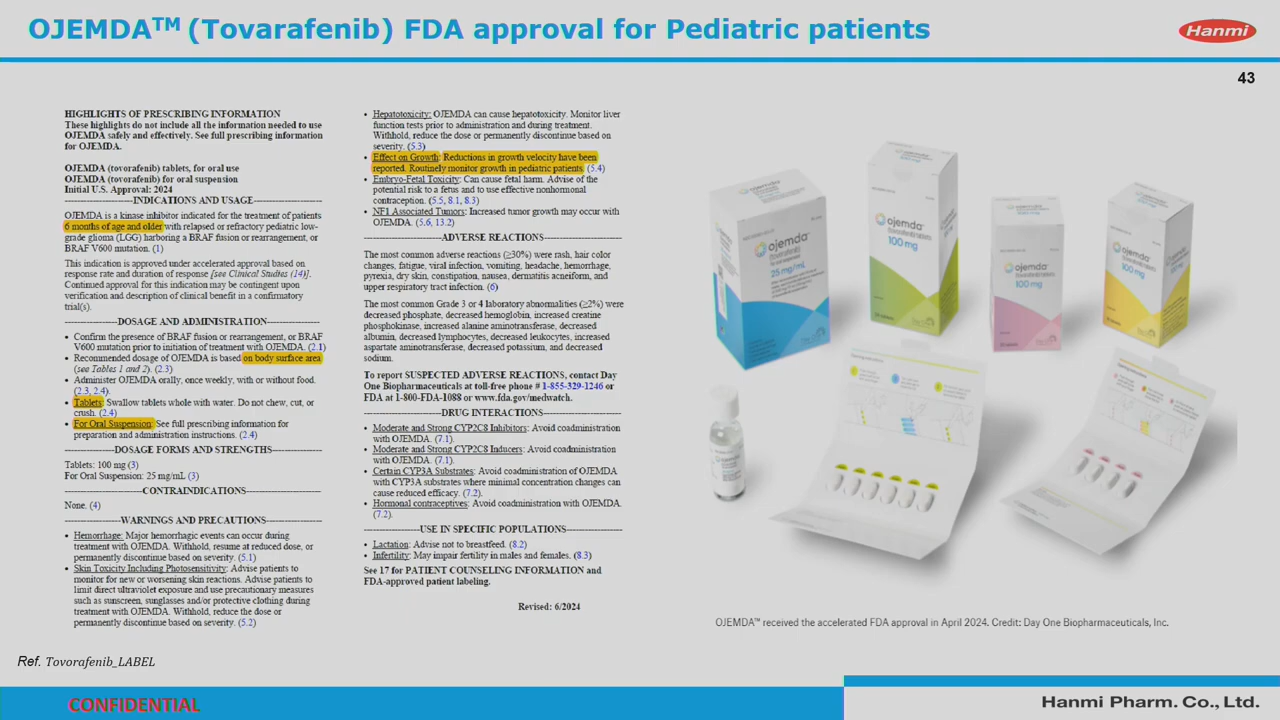 OJEMDA™ (Tovarafenib) FDA approval for Pediatric patients
Hanmi
43
HIGHLIGHTS OF PRESCRIBING INFORMATION
These highlights do not include all the information needed to use
OJEMDA safely and effectively. See full prescribing information
for OJEMDA.
OJEMDA (tovorafenib) tablets, for oral use
OJEMDA (tovorafenib) for oral suspension
Initial U.S. Approval: 2024
----------------------INDICATIONS AND USAGE----------------------
OJEMDA is a kinase inhibitor indicated for the treatment of patients
6 months of age and older with relapsed or refractory pediatric low-
grade glioma (LGG) harboring a BRAF fusion or rearrangement, or
BRAF V600 mutation. (1)
This indication is approved under accelerated approval based on
response rate and duration of response [see Clinical Studies (14)].
Continued approval for this indication may be contingent upon
verification and description of clinical benefit in a confirmatory
trial(s).
-----------------DOSAGE AND ADMINISTRATION-----------------
• Confirm the presence of BRAF fusion or rearrangement, or BRAF
V600 mutation prior to initiation of treatment with OJEMDA. (2.1)
• Recommended dosage of OJEMDA is based on body surface area
(see Tables 1 and 2). (2.3)
• Administer OJEMDA orally, once weekly, with or without food.
(2.3, 2.4).
• Tablets: Swallow tablets whole with water. Do not chew, cut, or
crush. (2.4)
• For Oral Suspension: See full prescribing information for
preparation and administration instructions. (2.4)
----------------DOSAGE FORMS AND STRENGTHS----------------
Tablets: 100 mg (3)
For Oral Suspension: 25 mg/mL (3)
-------------------------CONTRAINDICATIONS-------------------------
None. (4)
------------------WARNINGS AND PRECAUTIONS------------------
• Hemorrhage: Major hemorrhagic events can occur during
treatment with OJEMDA. Withhold, resume at reduced dose, or
permanently discontinue based on severity. (5.1)
• Skin Toxicity Including Photosensitivity: Advise patients to
monitor for new or worsening skin reactions. Advise patients to
limit direct ultraviolet exposure and use precautionary measures
such as sunscreen, sunglasses and/or protective clothing during
treatment with OJEMDA. Withhold, reduce the dose or
permanently discontinue based on severity. (5.2)
• Hepatotoxicity: OJEMDA can cause hepatotoxicity. Monitor liver
function tests prior to administration and during treatment.
Withhold, reduce the dose or permanently discontinue based on
severity. (5.3)
• Effect on Growth: Reductions in growth velocity have been
reported. Routinely monitor growth in pediatric patients. (5.4)
• Embryo-Fetal Toxicity: Can cause fetal harm. Advise of the
potential risk to a fetus and to use effective nonhormonal
contraception. (5.5, 8.1, 8.3)
• NF1 Associated Tumors: Increased tumor growth may occur with
OJEMDA. (5.6, 13.2)
-------------------------ADVERSE REACTIONS-------------------------
The most common adverse reactions (≥30%) were rash, hair color
changes, fatigue, viral infection, vomiting, headache, hemorrhage,
pyrexia, dry skin, constipation, nausea, dermatitis acneiform, and
upper respiratory tract infection. (6)
The most common Grade 3 or 4 laboratory abnormalities (≥2%) were
decreased phosphate, decreased hemoglobin, increased creatine
phosphokinase, increased alanine aminotransferase, decreased
albumin, decreased lymphocytes, decreased leukocytes, increased
aspartate aminotransferase, decreased potassium, and decreased
sodium.
To report SUSPECTED ADVERSE REACTIONS, contact Day
One Biopharmaceuticals at toll-free phone # 1-855-329-1246 or
FDA at 1-800-FDA-1088 or www.fda.gov/medwatch.
-------------------------DRUG INTERACTIONS-------------------------
• Moderate and Strong CYP2C8 Inhibitors: Avoid coadministration
with OJEMDA. (7.1).
• Moderate and Strong CYP2C8 Inducers: Avoid coadministration
with OJEMDA. (7.1).
• Certain CYP3A Substrates: Avoid coadministration of OJEMDA
with CYP3A substrates where minimal concentration changes can
cause reduced efficacy. (7.2).
• Hormonal contraceptives: Avoid coadministration with OJEMDA.
(7.2).
------------------USE IN SPECIFIC POPULATIONS------------------
• Lactation: Advise not to breastfeed. (8.2)
• Infertility: May impair fertility in males and females. (8.3)
See 17 for PATIENT COUNSELING INFORMATION and
FDA-approved patient labeling.
Revised: 6/2024
ojemda
25 mg/mL
ojemda
100 mg
ojemda
100 mg
ojemda
100 mg
OJEMDA™ received the accelerated FDA approval in April 2024. Credit: Day One Biopharmaceuticals, Inc.
Ref. Tovorafenib_LABEL
CONFIDENTIAL
Hanmi Pharm. Co., Ltd.